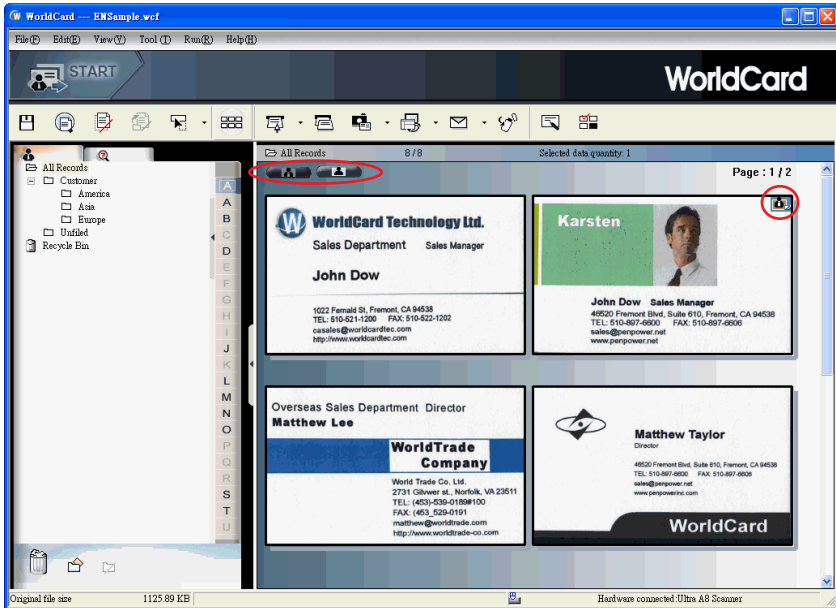 WorldCard --- ENSample.wcf
File(F) Edit(E) View(V) Tool (T) Run(R) Help(H)
START
WorldCard
All Records 8 / 8 Selected data quantity: 1
Page : 1 / 2
All Records
Customer
America
Asia
Europe
Unfiled
Recycle Bin
A
A
B
C
D
E
F
G
H
I
J
K
L
M
N
O
P
Q
R
S
T
U
W
WorldCard Technology Ltd.
Sales Department Sales Manager
John Dow
1022 Fernald St, Fremont, CA 94538
TEL: 510-521-1200 FAX: 510-522-1202
casales@worldcardtec.com
http://www.worldcardtec.com
Karsten
John Dow Sales Manager
46520 Fremont Blvd, Suite 610, Fremont, CA 94538
TEL: 510-897-6600 FAX: 510-897-6606
sales@penpower.net
www.penpower.net
Overseas Sales Department Director
Matthew Lee
WorldTrade
Company
World Trade Co. Ltd.
2731 Gilvwer st., Norfolk, VA 23511
TEL: (453)-539-0189#100
FAX: (453_529-0191
matthew@worldtrade.com
http://www.worldtrade-co.com
Matthew Taylor
Director
46520 Fremont Blvd, Suite 610, Fremont, CA 94538
TEL: 510-897-6600 FAX: 510-897-6606
sales@penpower.net
www.penpowerinc.com
WorldCard
Original file size 1125.89 KB Hardware connected:Ultra A8 Scanner